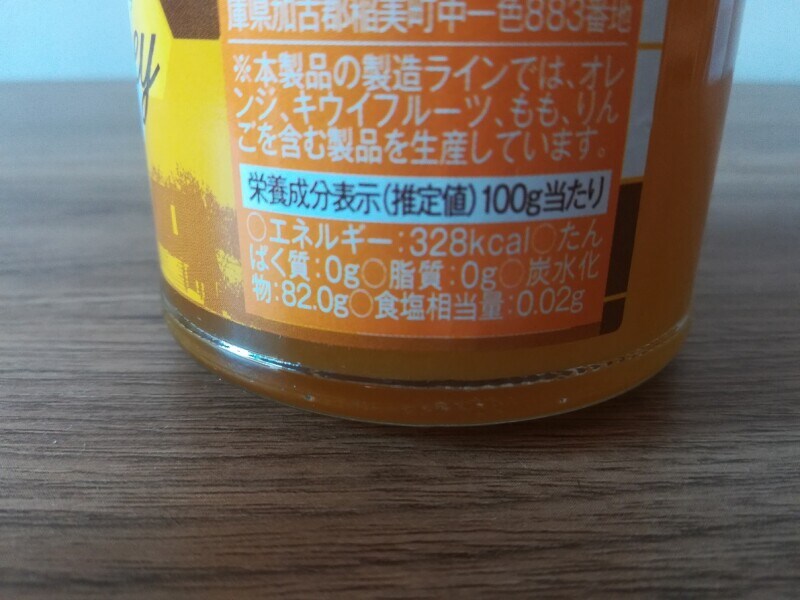 庫県加古郡稲美町中一色883番地
※本製品の製造ラインでは、オレ
ンジ、キウイフルーツ、もも、りん
ごを含む製品を生産しています。
栄養成分表示(推定値)100g当たり
○エネルギー:328kcal○たん
ぱく質:0g○脂質:0g○炭水化
物:82.0g○食塩相当量:0.02g